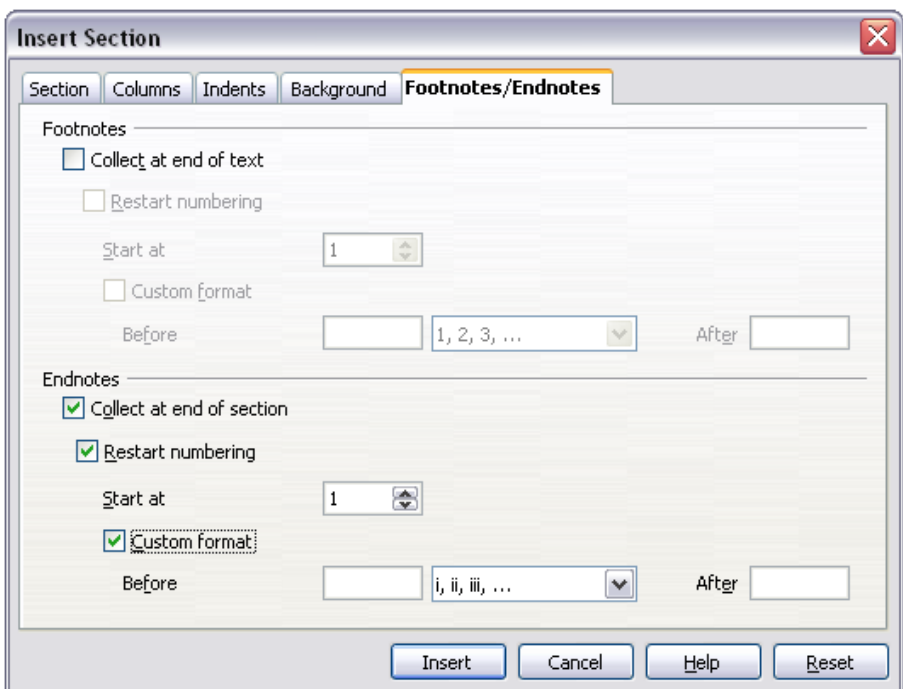 Insert Section
Section Columns Indents Background Footnotes/Endnotes
Footnotes
Collect at end of text
Restart numbering
Start at 1
Custom format
Before 1, 2, 3, ... After
Endnotes
Collect at end of section
Restart numbering
Start at 1
Custom format
Before i, ii, iii, ... After
Insert Cancel Help Reset